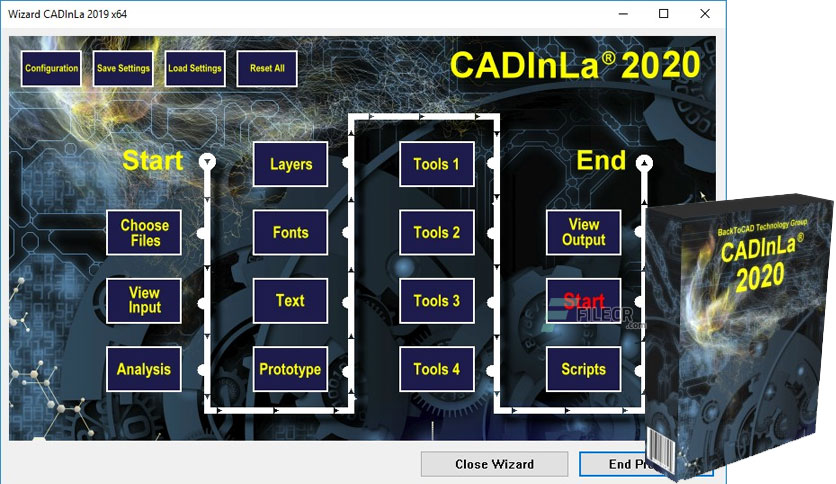 Wizard CADInLa 2019 x64
Configuration
Save Settings
Load Settings
Reset All
CADInLa® 2020
Start
Choose
Files
View
Input
Analysis
Layers
Fonts
Text
Prototype
Tools 1
Tools 2
Tools 3
Tools 4
End
View
Output
Start
Scripts
FILECR
.com
BackToCAD Technology Group
CADInLa®
2020
Close Wizard
End